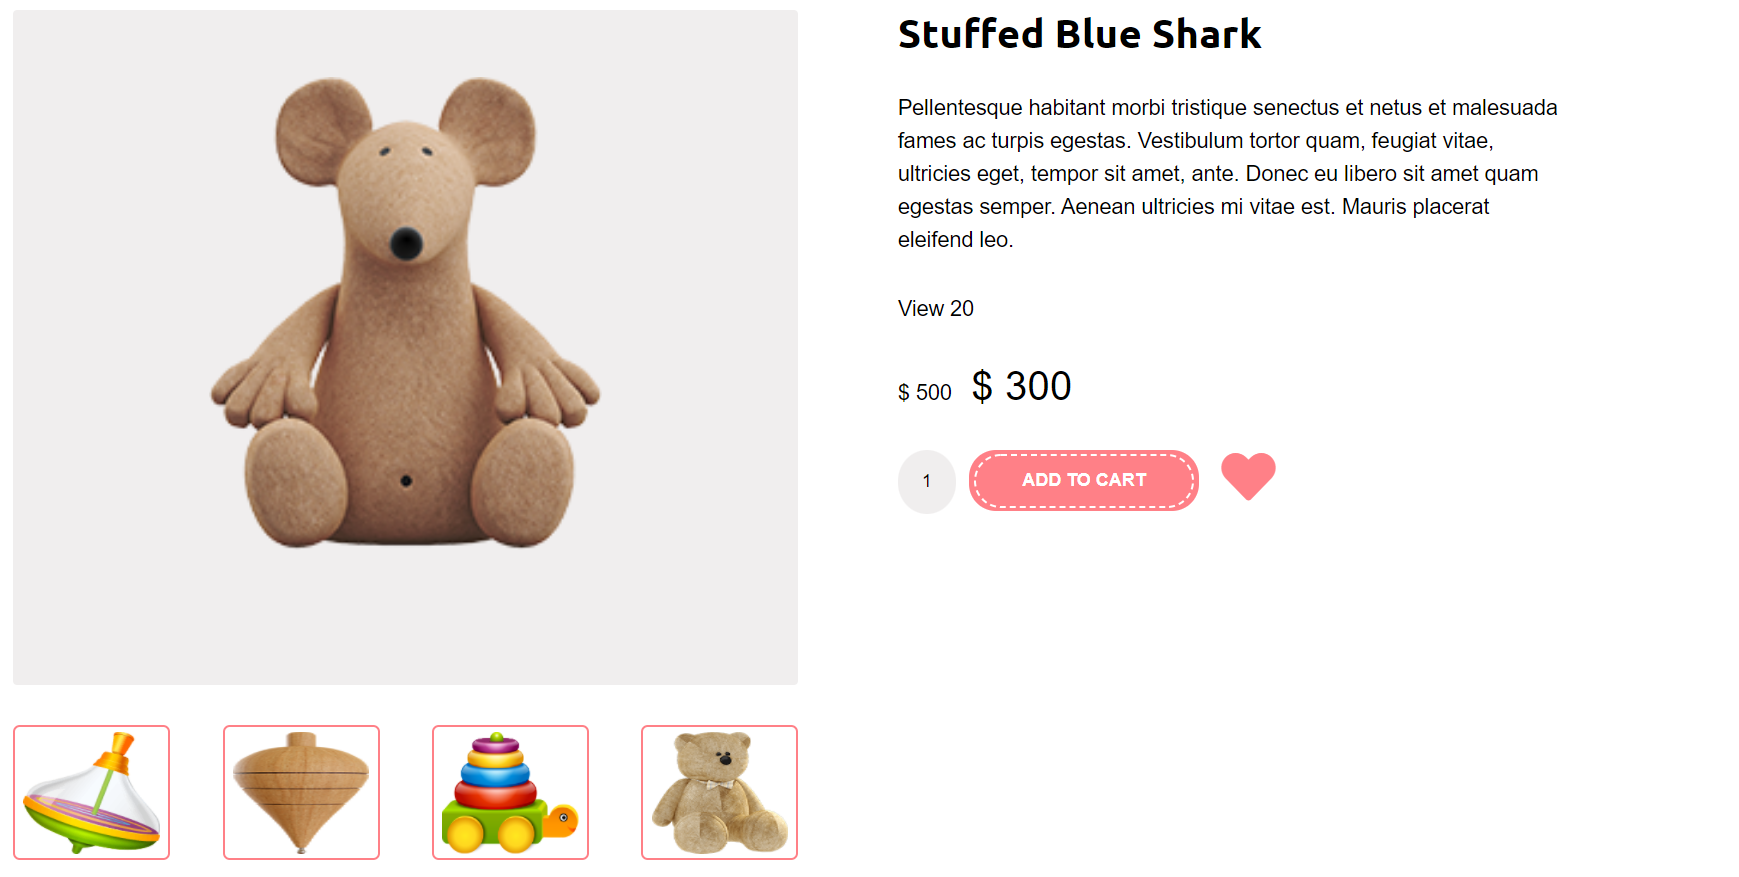 Stuffed Blue Shark
Pellentesque habitant morbi tristique senectus et netus et malesuada
fames ac turpis egestas. Vestibulum tortor quam, feugiat vitae,
ultricies eget, tempor sit amet, ante. Donec eu libero sit amet quam
egestas semper. Aenean ultricies mi vitae est. Mauris placerat
eleifend leo.
View 20
$ 500 $ 300
1 ADD TO CART